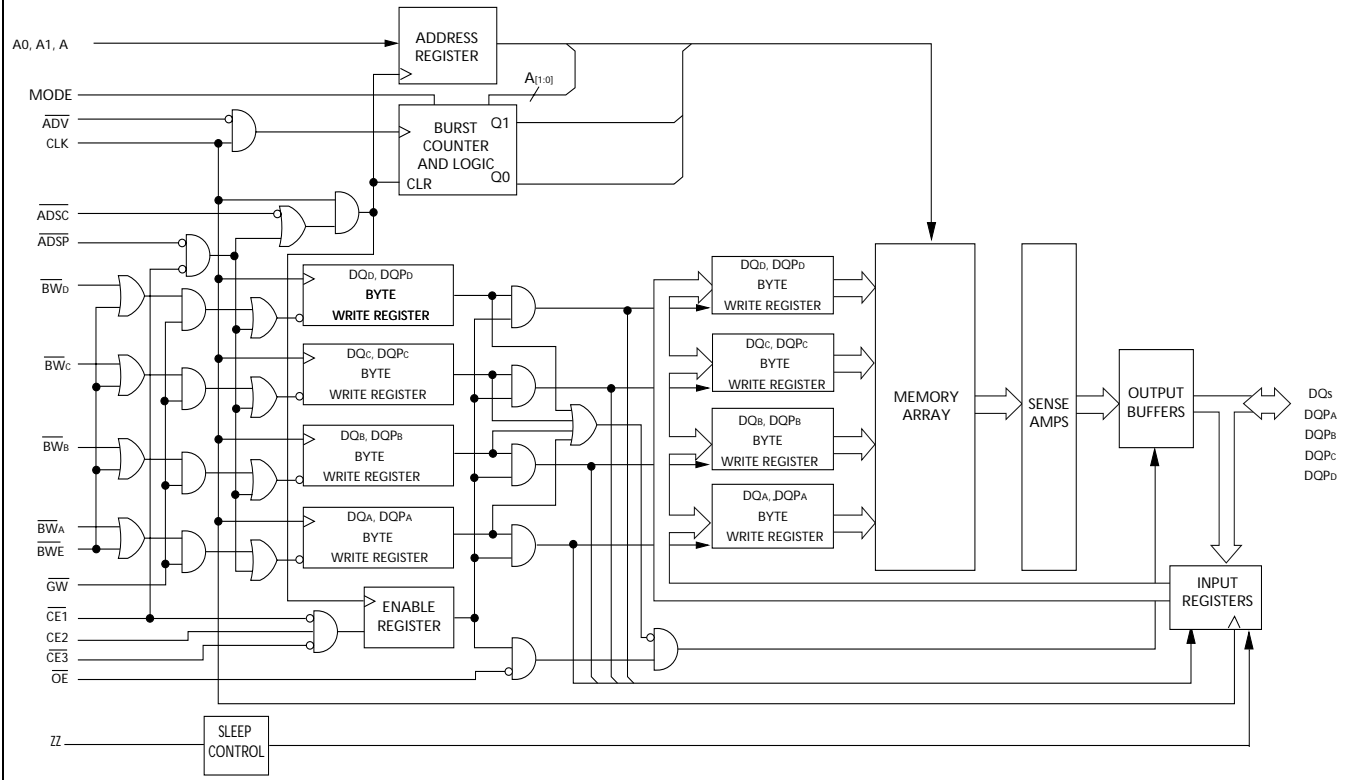 A0, A1, A
ADDRESS
REGISTER
A[1:0]
MODE
ADV
CLK
BURST
COUNTER
AND LOGIC
CLR
Q1
Q0
ADSC
ADSP
BWD
BWC
BWB
BWA
BWE
GW
CE1
CE2
CE3
OE
ZZ
DQD, DQPD
BYTE
WRITE REGISTER
DQC, DQPC
BYTE
WRITE REGISTER
DQB, DQPB
BYTE
WRITE REGISTER
DQA, DQPA
BYTE
WRITE REGISTER
ENABLE
REGISTER
SLEEP
CONTROL
DQD, DQPD
BYTE
WRITE REGISTER
DQC, DQPC
BYTE
WRITE REGISTER
DQB, DQPB
BYTE
WRITE REGISTER
DQA, DQPA
BYTE
WRITE REGISTER
MEMORY
ARRAY
SENSE
AMPS
OUTPUT
BUFFERS
INPUT
REGISTERS
DQs
DQPA
DQPB
DQPC
DQPD